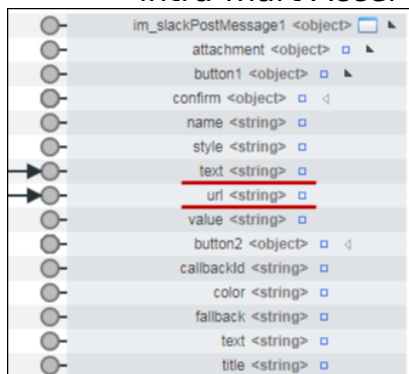 im_slackPostMessage1 <object>
attachment <object>
button1 <object>
confirm <object>
name <string>
style <string>
text <string>
url <string>
value <string>
button2 <object>
callbackId <string>
color <string>
fallback <string>
text <string>
title <string>